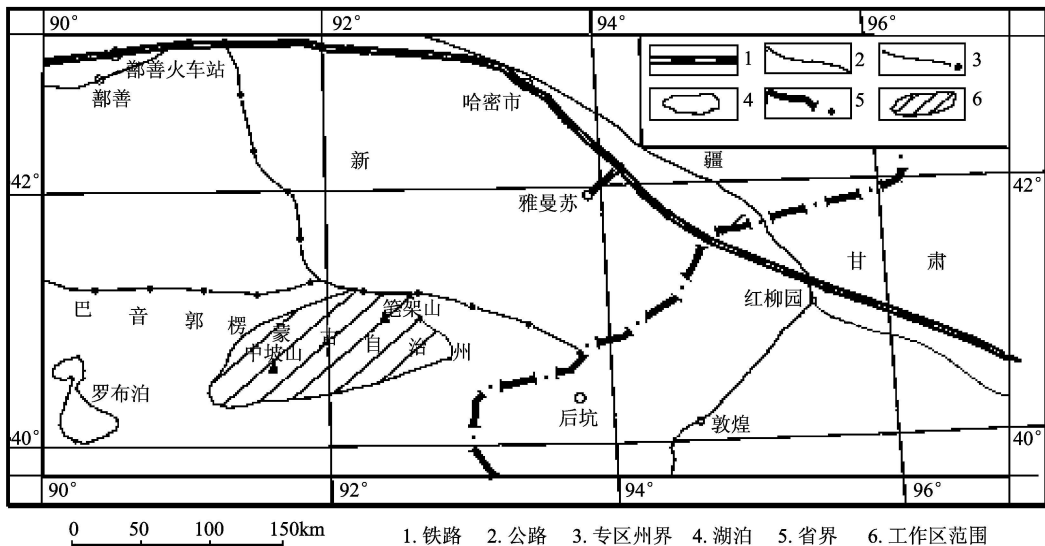 90° 92° 94° 96°
鄯善火车站
鄯善
哈密市
1 2 3
4 5 6
新 疆
42° 42°
雅曼苏
甘 肃
红柳园
巴音郭楞蒙古自治州
笔架山
中坡山
罗布泊
后坑
敦煌
40° 40°
90° 92° 94° 96°
0 50 100 150km
1. 铁路 2. 公路 3. 专区州界 4. 湖泊 5. 省界 6. 工作区范围